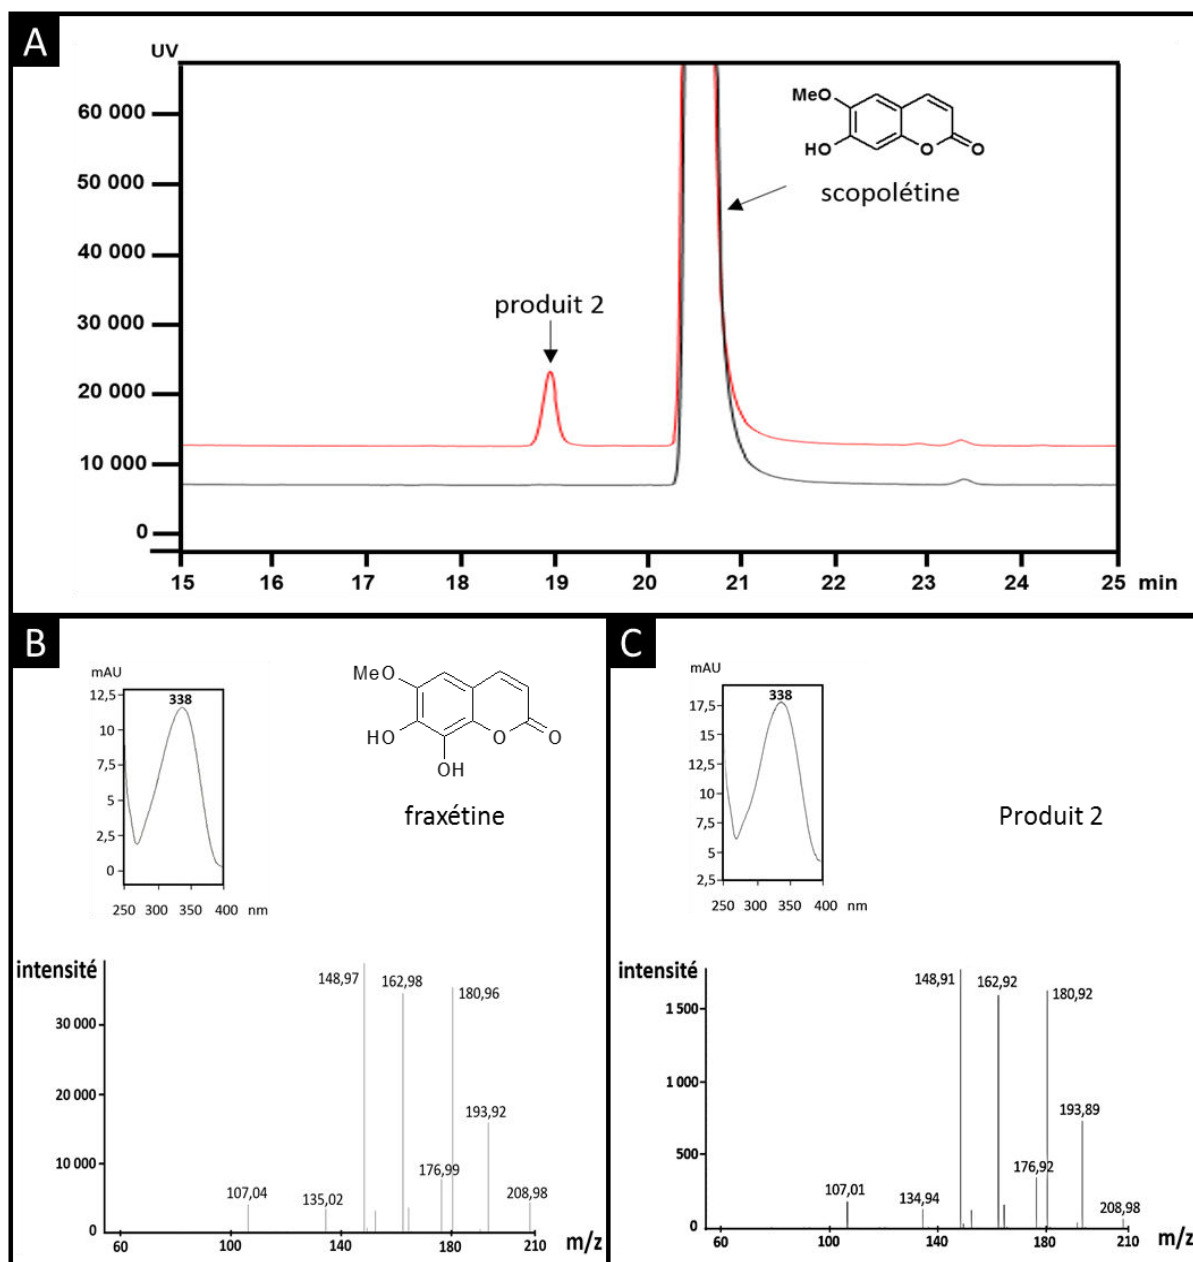 A
UV
60 000
50 000
40 000
30 000
20 000
10 000
0
MeO
HO
O
O
scopolétine
produit 2
15 16 17 18 19 20 21 22 23 24 25 min
B
mAU
12,5
10
7,5
5
2,5
0
338
250 300 350 400 nm
MeO
HO
OH
O
O
fraxétine
intensité
30 000
20 000
10 000
0
148,97
162,98
180,96
193,92
176,99
107,04
135,02
208,98
60 100 140 180 210 m/z
C
mAU
17,5
15
12,5
10
7,5
5
2,5
338
250 300 350 400 nm
Produit 2
intensité
1 500
1 000
500
0
148,91
162,92
180,92
193,89
176,92
107,01
134,94
208,98
60 100 140 180 210 m/z